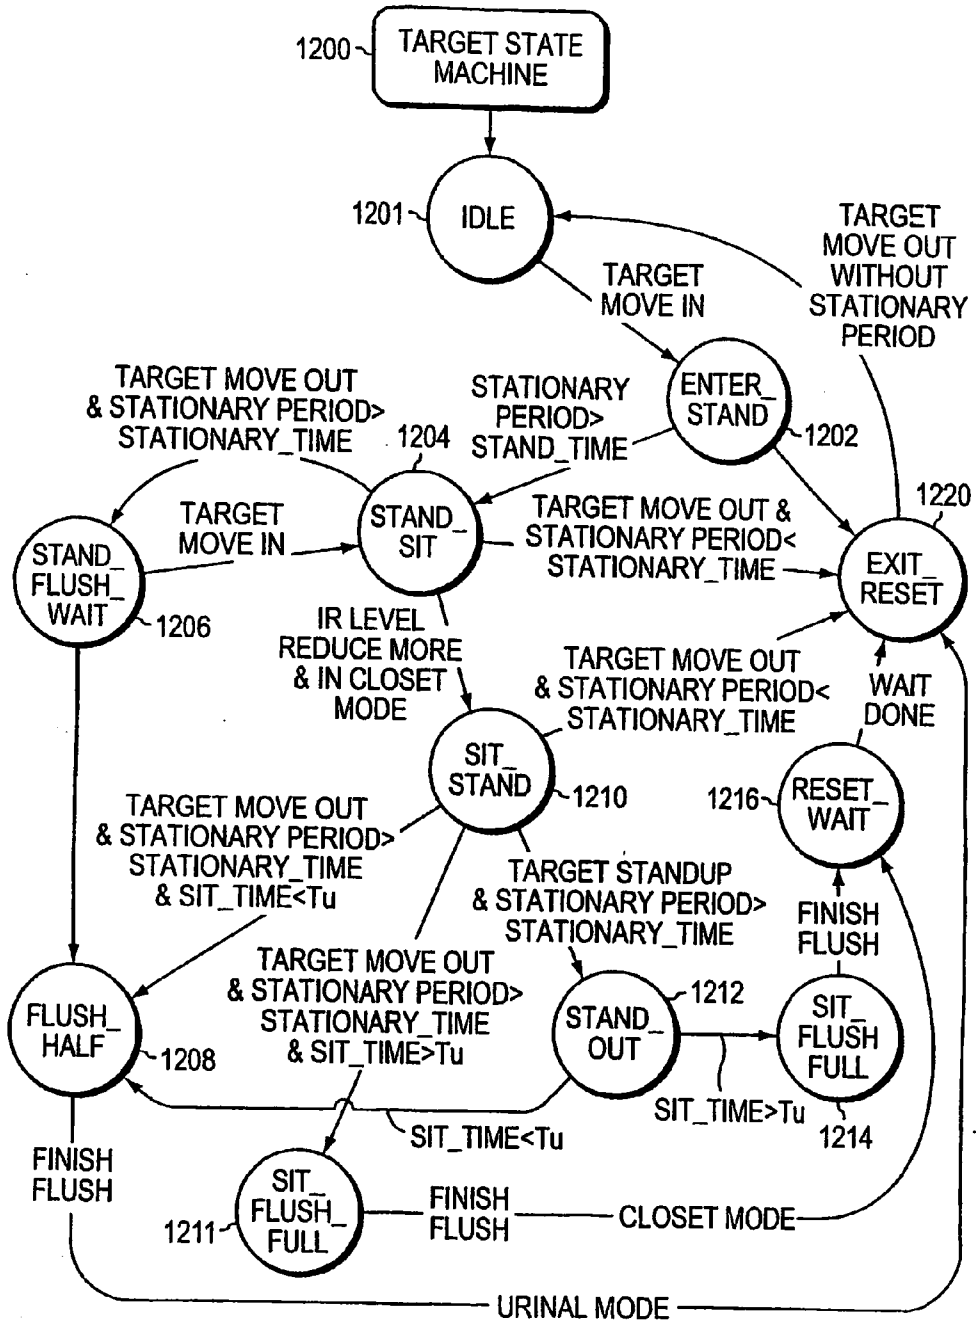 1200
TARGET STATE
MACHINE
1201
IDLE
TARGET
MOVE OUT
WITHOUT
STATIONARY
PERIOD
TARGET
MOVE IN
ENTER_
STAND
1202
TARGET MOVE OUT
& STATIONARY PERIOD>
STATIONARY_TIME
STATIONARY
PERIOD>
STAND_TIME
1204
STAND_
SIT
TARGET
MOVE IN
TARGET MOVE OUT &
STATIONARY PERIOD<
STATIONARY_TIME
1220
EXIT_
RESET
STAND_
FLUSH_
WAIT
1206
IR LEVEL
REDUCE MORE
& IN CLOSET
MODE
TARGET MOVE OUT
& STATIONARY PERIOD<
STATIONARY_TIME
WAIT
DONE
SIT_
STAND
1210
1216
RESET_
WAIT
TARGET MOVE OUT
& STATIONARY PERIOD>
STATIONARY_TIME
& SIT_TIME<Tu
TARGET STANDUP
& STATIONARY PERIOD>
STATIONARY_TIME
FINISH
FLUSH
TARGET MOVE OUT
& STATIONARY PERIOD>
STATIONARY_TIME
& SIT_TIME>Tu
FLUSH_
HALF
1208
1212
STAND_
OUT
SIT_
FLUSH
FULL
1214
SIT_TIME>Tu
SIT_TIME<Tu
FINISH
FLUSH
SIT_
FLUSH_
FULL
1211
FINISH
FLUSH
CLOSET MODE
URINAL MODE